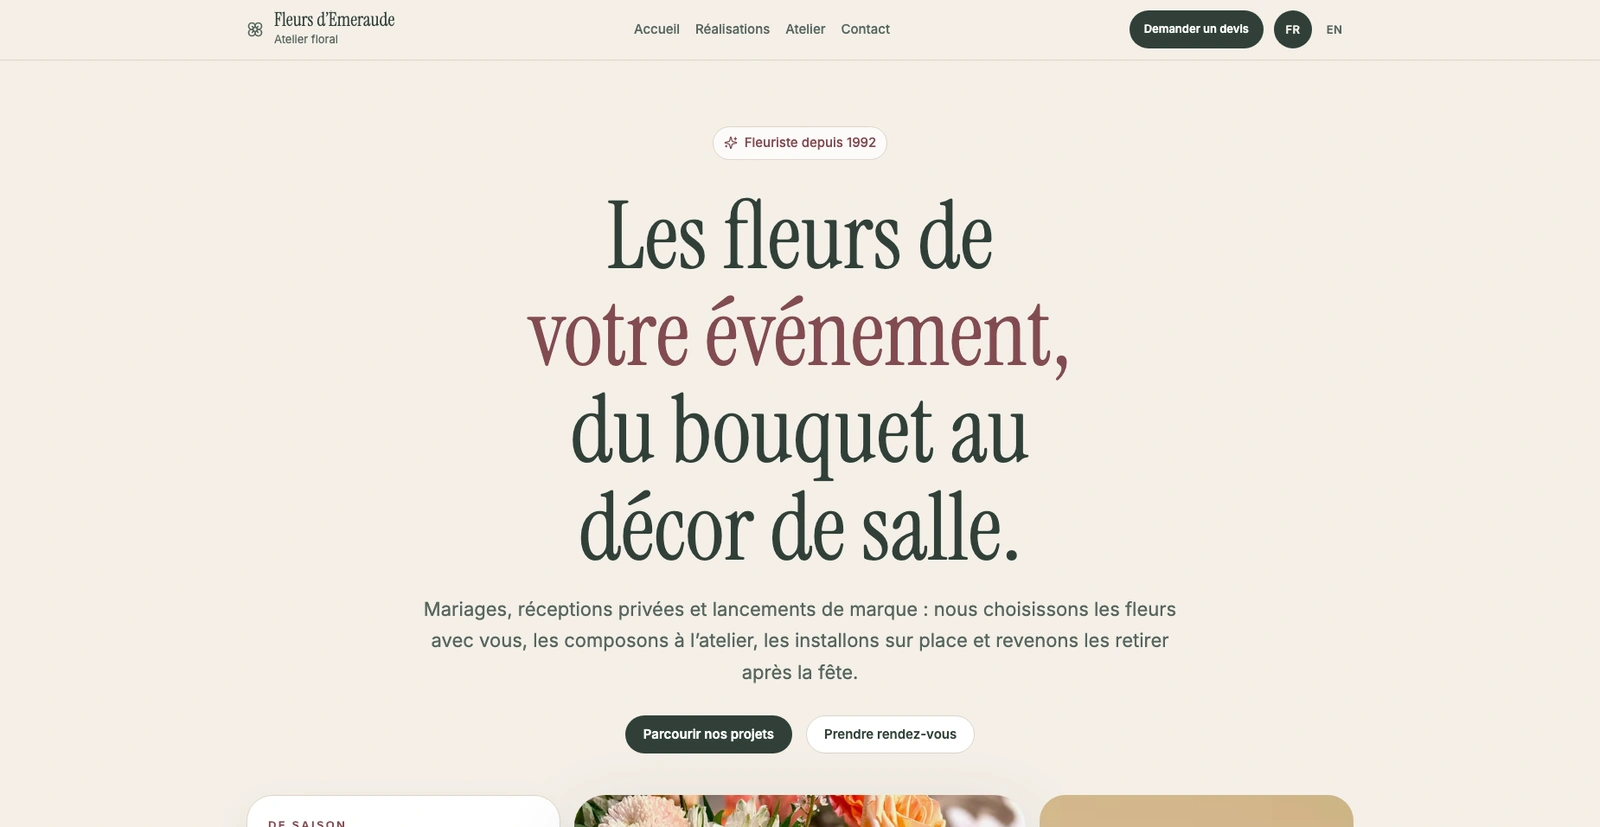 Fleurs d’Emeraude
Atelier floral
Accueil
Réalisations
Atelier
Contact
Demander un devis
FR
EN
Fleuriste depuis 1992
Les fleurs de
votre événement,
du bouquet au
décor de salle.
Mariages, réceptions privées et lancements de marque : nous choisissons les fleurs
avec vous, les composons à l’atelier, les installons sur place et revenons les retirer
après la fête.
Parcourir nos projets
Prendre rendez-vous
DE SAISON